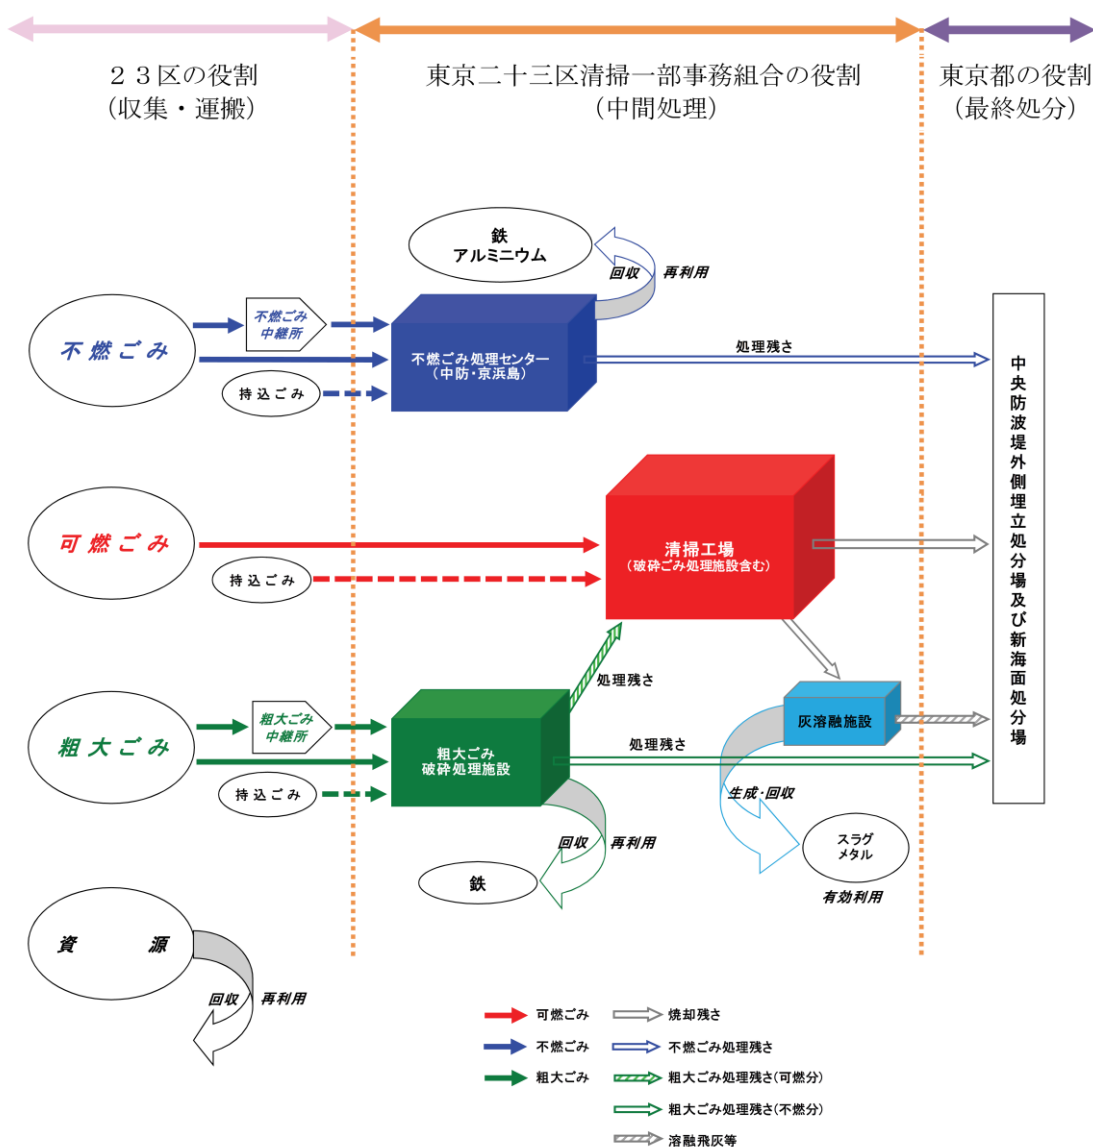 ２３区の役割
（収集・運搬）
東京二十三区清掃一部事務組合の役割
（中間処理）
東京都の役割
（最終処分）
鉄
アルミニウム
回収
再利用
不燃ごみ
不燃ごみ
中継所
持込ごみ
不燃ごみ処理センター
（中防・京浜島）
処理残さ
可燃ごみ
持込ごみ
清掃工場
（破砕ごみ処理施設含む）
処理残さ
粗大ごみ
粗大ごみ
中継所
持込ごみ
粗大ごみ
破砕処理施設
処理残さ
灰溶融施設
生成・回収
スラグ
メタル
有効利用
回収
再利用
鉄
中央防波堤外側埋立処分場及び新海面処分場
資源
回収
再利用
可燃ごみ
焼却残さ
不燃ごみ
不燃ごみ処理残さ
粗大ごみ
粗大ごみ処理残さ(可燃分)
粗大ごみ処理残さ(不燃分)
溶融飛灰等